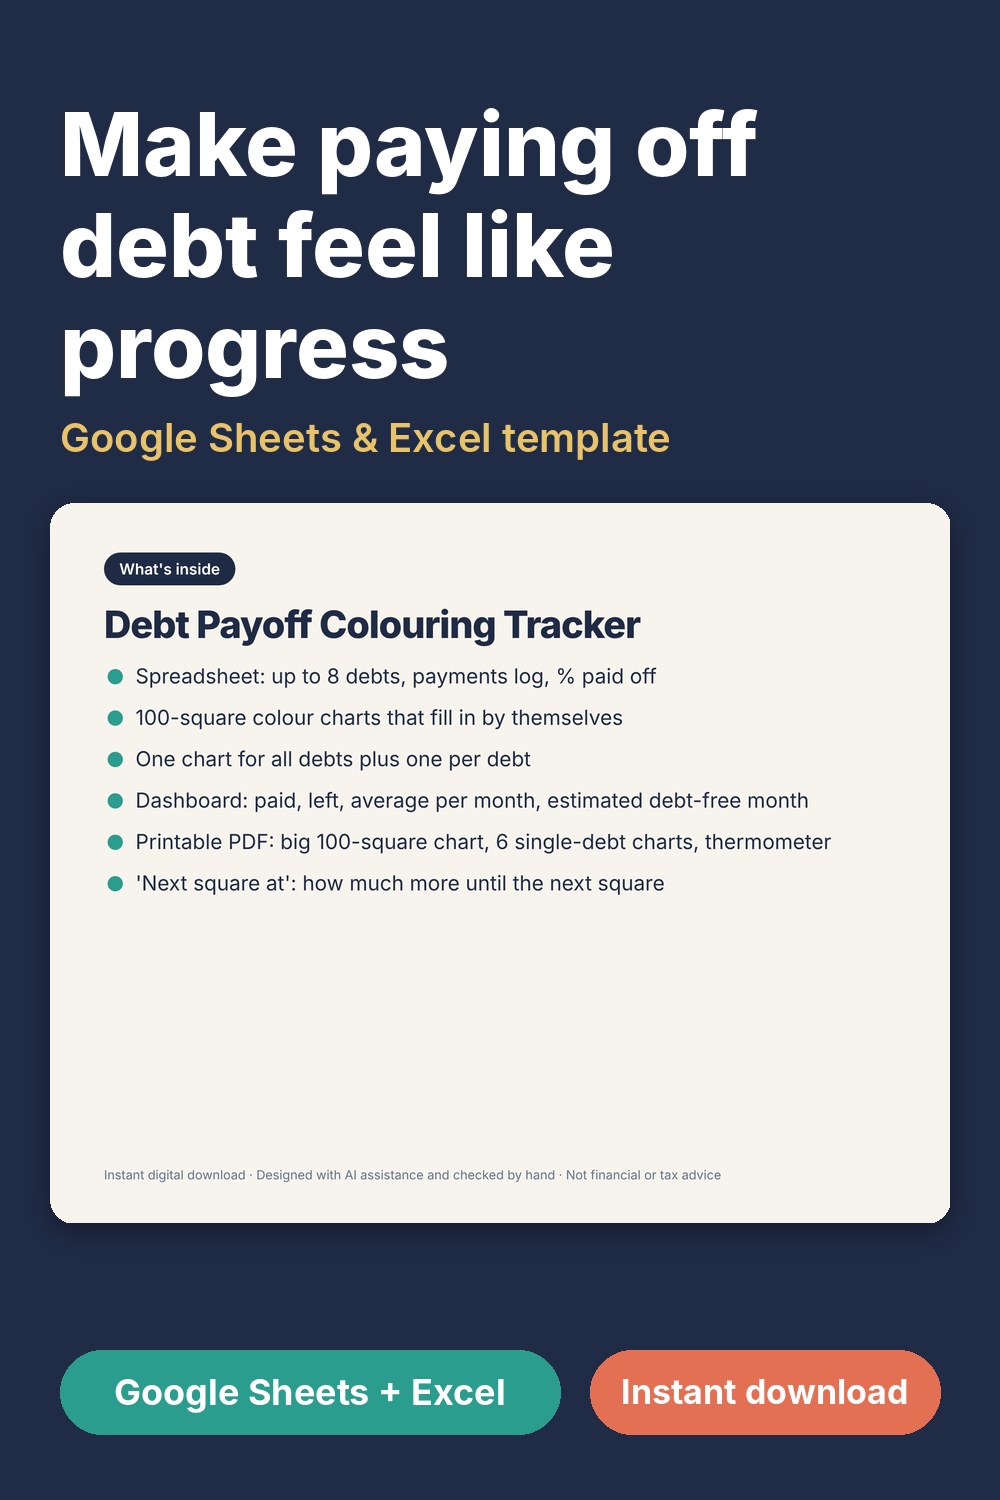 Make paying off
debt feel like
progress
Google Sheets & Excel template
What's inside
Debt Payoff Colouring Tracker
Spreadsheet: up to 8 debts, payments log, % paid off
100-square colour charts that fill in by themselves
One chart for all debts plus one per debt
Dashboard: paid, left, average per month, estimated debt-free month
Printable PDF: big 100-square chart, 6 single-debt charts, thermometer
'Next square at': how much more until the next square
Instant digital download · Designed with AI assistance and checked by hand · Not financial or tax advice
Google Sheets + Excel
Instant download